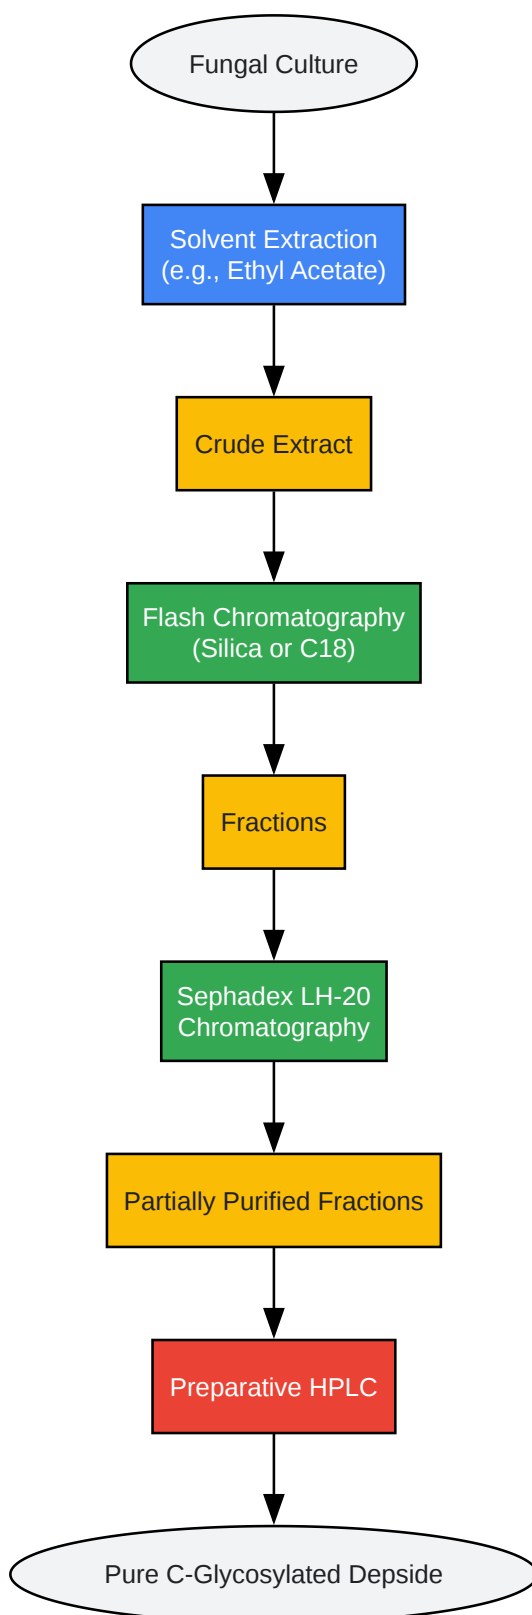 Fungal Culture
Solvent Extraction
(e.g., Ethyl Acetate)
Crude Extract
Flash Chromatography
(Silica or C18)
Fractions
Sephadex LH-20
Chromatography
Partially Purified Fractions
Preparative HPLC
Pure C-Glycosylated Depside